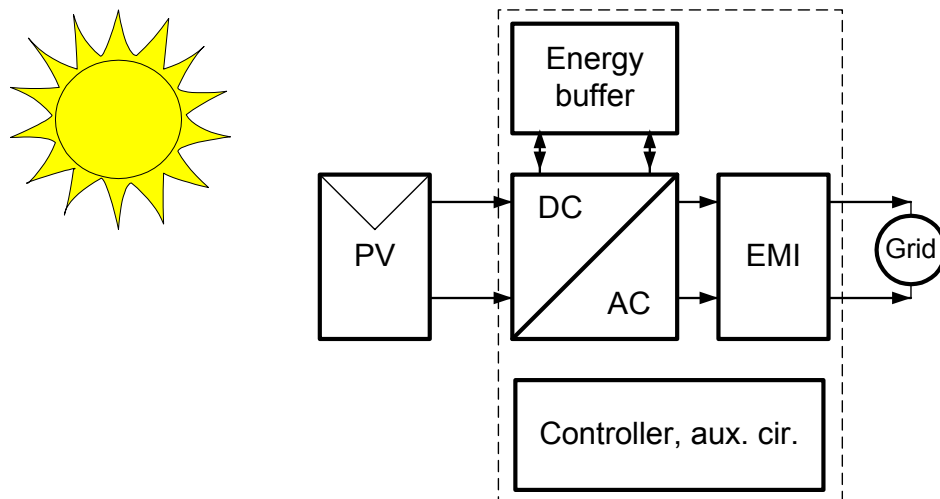 Energy
buffer
DC
PV
EMI
Grid
AC
Controller, aux. cir.